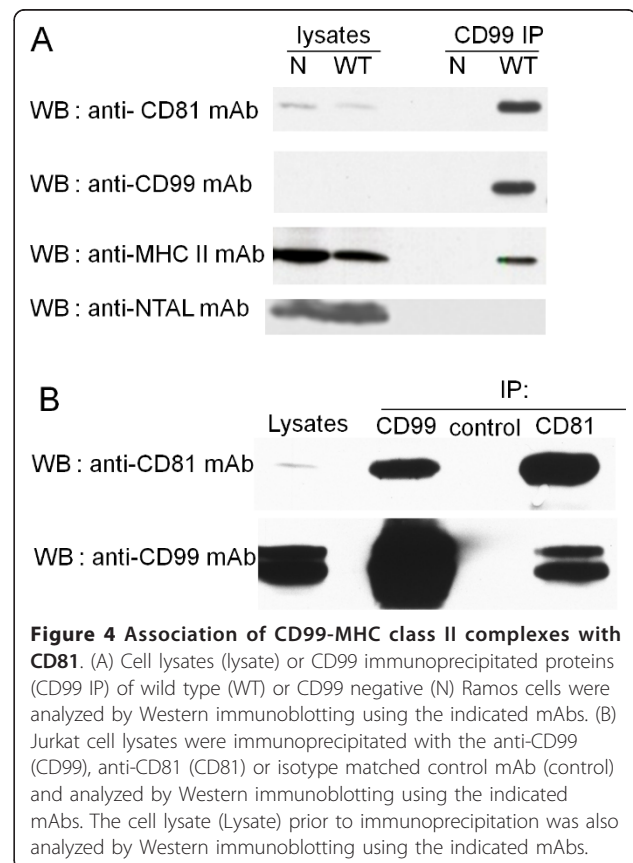 A
lysates CD99 IP
N WT N WT
WB : anti- CD81 mAb
WB : anti-CD99 mAb
WB : anti-MHC II mAb
WB : anti-NTAL mAb
B
IP:
Lysates CD99 control CD81
WB : anti-CD81 mAb
WB : anti-CD99 mAb
Figure 4 Association of CD99-MHC class II complexes with
CD81. (A) Cell lysates (lysate) or CD99 immunoprecipitated proteins
(CD99 IP) of wild type (WT) or CD99 negative (N) Ramos cells were
analyzed by Western immunoblotting using the indicated mAbs. (B)
Jurkat cell lysates were immunoprecipitated with the anti-CD99
(CD99), anti-CD81 (CD81) or isotype matched control mAb (control)
and analyzed by Western immunoblotting using the indicated
mAbs. The cell lysate (Lysate) prior to immunoprecipitation was also
analyzed by Western immunoblotting using the indicated mAbs.